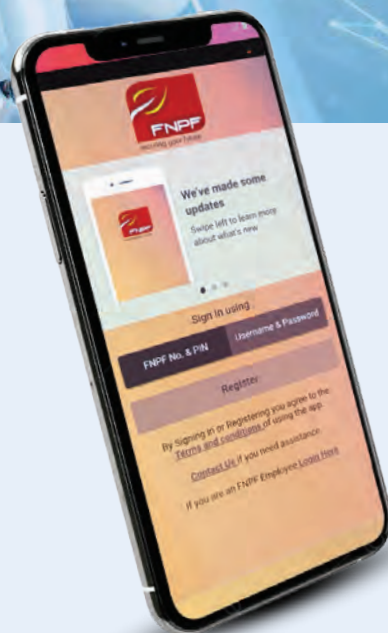 FNPF
securing your future
We've made some
updates
Swipe left to learn more
about what's new
Sign in using
FNPF No. & PIN
Username & Password
Register
By Signing in or Registering you agree to the
Terms and conditions of using the app.
Contact Us if you need assistance.
If you are an FNPF Employee Login Here